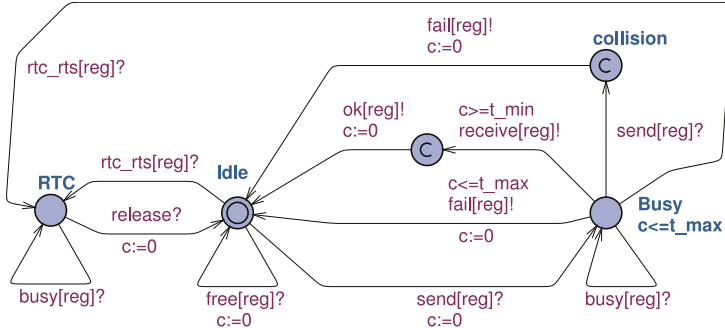 fail[reg]!
c:=0
collision
C
rtc_rts[reg]?
ok[reg]!
c:=0
c>=t_min
receive[reg]!
send[reg]?
C
rtc_rts[reg]?
Idle
RTC
release?
c:=0
c<=t_max
fail[reg]!
c:=0
Busy
c<=t_max
busy[reg]?
free[reg]?
c:=0
send[reg]?
c:=0
busy[reg]?